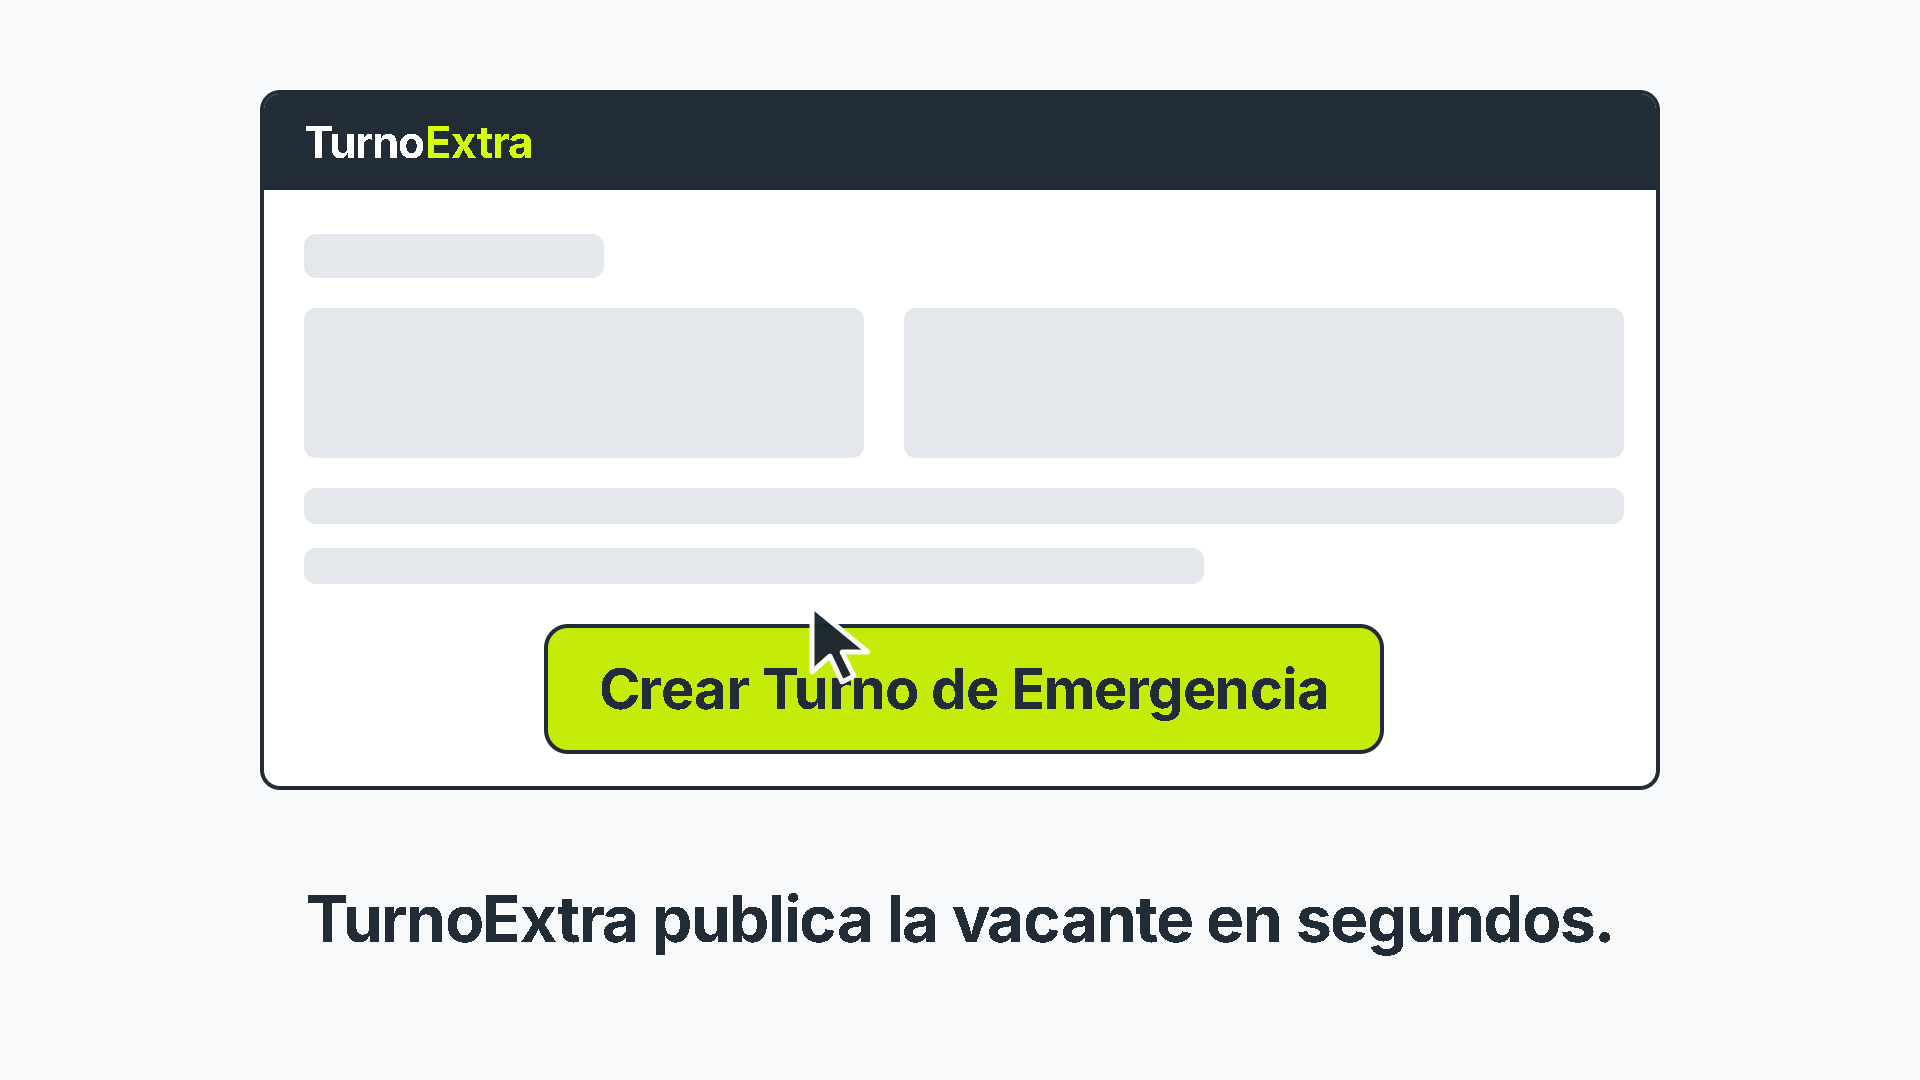 TurnoExtra
Crear Turno de Emergencia
TurnoExtra publica la vacante en segundos.